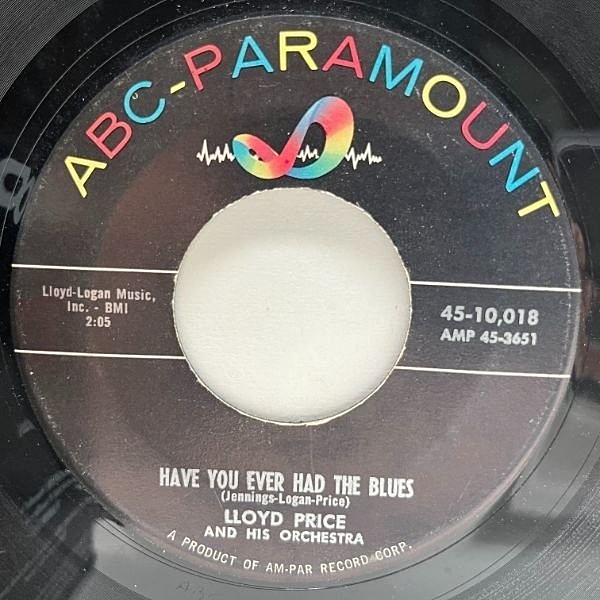 ABC-PARAMOUNT
Lloyd-Logan Music,
Inc. - BMI
2:05
45-10,018
AMP 45-3651
HAVE YOU EVER HAD THE BLUES
(Jennings-Logan-Price)
LLOYD PRICE
AND HIS ORCHESTRA
A PRODUCT OF AM-PAR RECORD CORP.